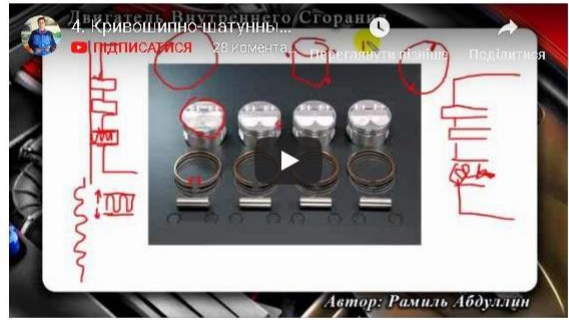 Двигатель Внутреннего Сгорания
4. Кривошипно-шатунны...
ПІДПИСАТИСЯ 28 комента...
Переглянути пізніше
Поділитися
Автор: Рамиль Абдуллин